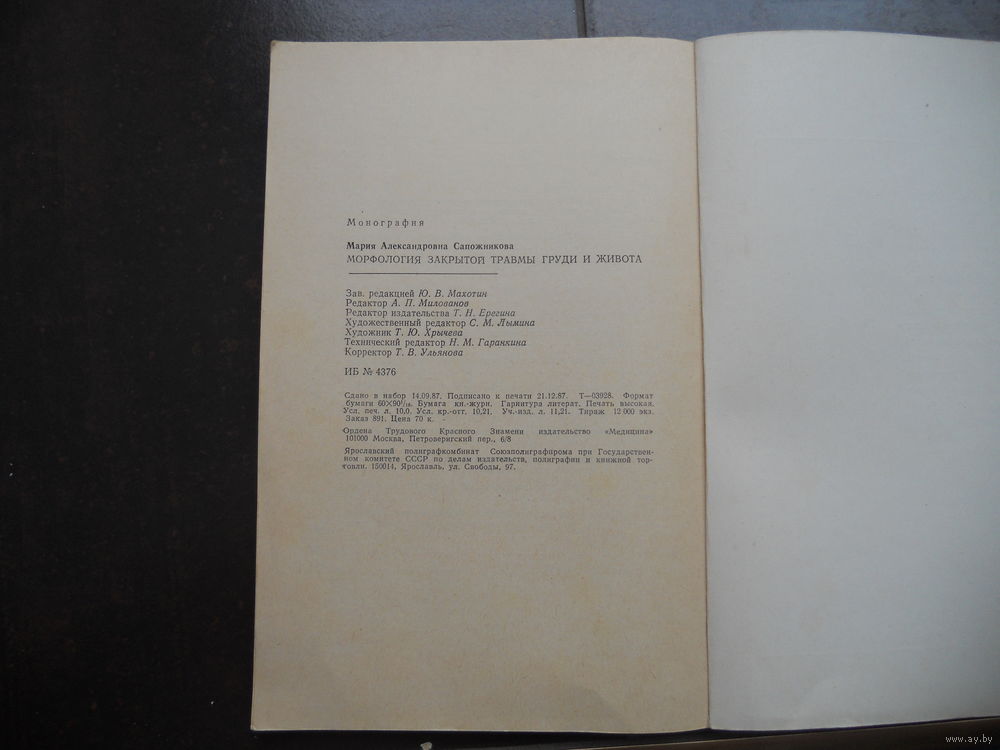 Монография
Мария Александровна Сапожникова
МОРФОЛОГИЯ ЗАКРЫТОЙ ТРАВМЫ ГРУДИ И ЖИВОТА
Зав. редакцией Ю. В. Махотин
Редактор А. П. Милованов
Редактор издательства Т. Н. Ерегина
Художественный редактор С. М. Лымина
Художник Т. Ю. Хрычева
Технический редактор Н. М. Гаранкина
Корректор Т. В. Ульянова
ИБ № 4376
Сдано в набор 14.09.87. Подписано к печати 21.12.87. Т—03928. Формат
бумаги 60×90¹/₁₆. Бумага кн.-журн. Гарнитура литерат. Печать высокая.
Усл. печ. л. 10,0. Усл. кр.-отт. 10,21. Уч.-изд. л. 11,21. Тираж 12 000 экз.
Заказ 891. Цена 70 к.
Ордена Трудового Красного Знамени издательство «Медицина»
101000 Москва, Петроверигский пер., 6/8
Ярославский полиграфкомбинат Союзполиграфпрома при Государствен-
ном комитете СССР по делам издательств, полиграфии и книжной тор-
говли. 150014, Ярославль, ул. Свободы, 97.
www.ay.by